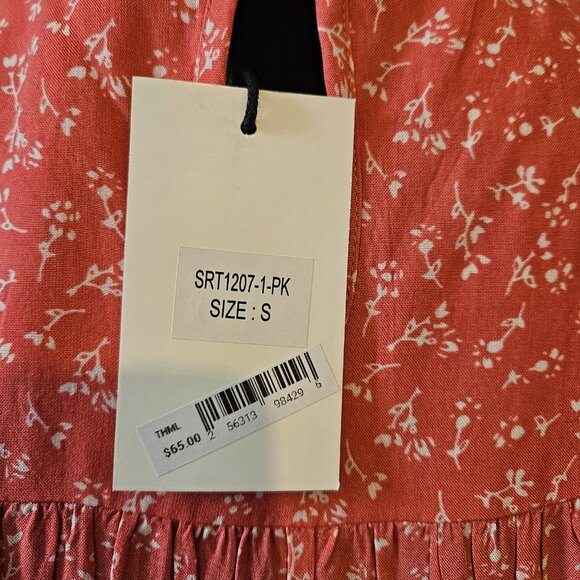 SRT1207-1-PK
SIZE : S
THML
$65.00
2 56313 98429 6